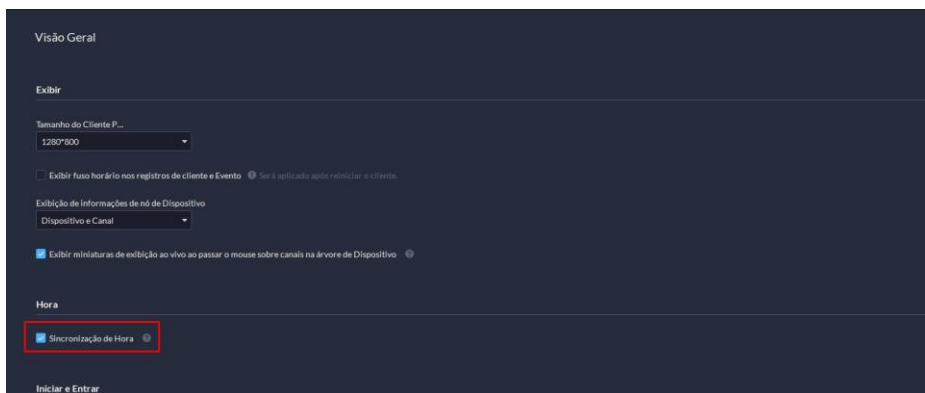 Visão Geral
Exibir
Tamanho do Cliente P...
1280*800
Exibir fuso horário nos registros de cliente e Evento Será aplicado após reiniciar o cliente.
Exibição de informações de nó de Dispositivo
Dispositivo e Canal
Exibir miniaturas de exibição ao vivo ao passar o mouse sobre canais na árvore de Dispositivo
Hora
Sincronização de Hora
Iniciar e Entrar